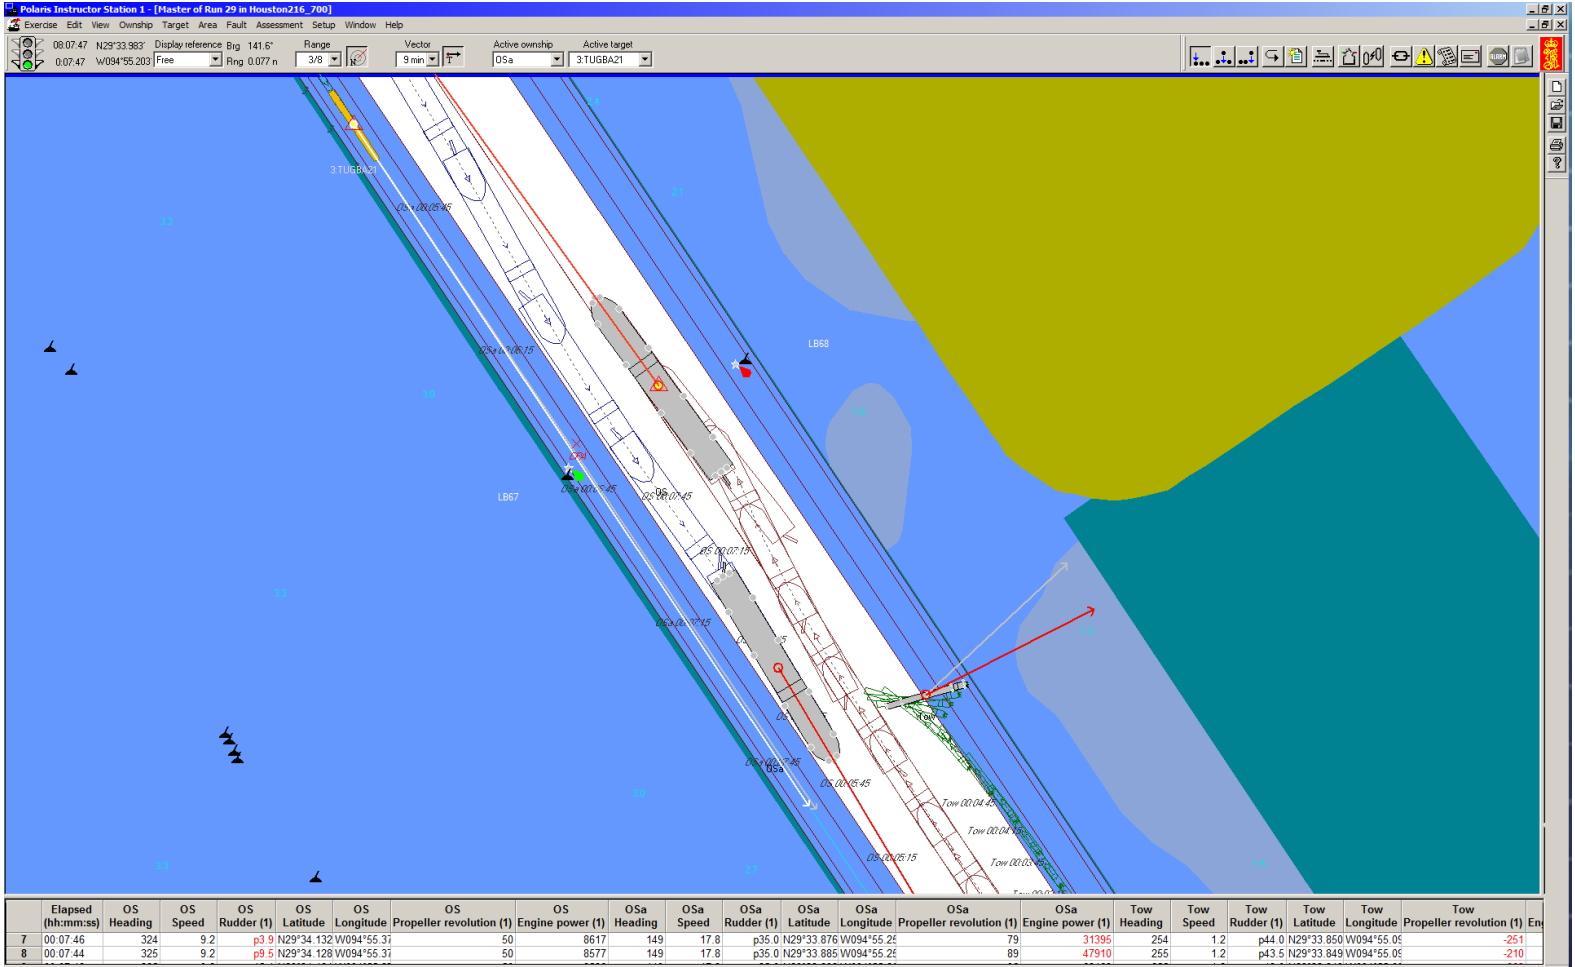 Polaris Instructor Station 1 - [Master of Run 29 in Houston216_700]
Exercise Edit View Ownship Target Area Fault Assessment Setup Window Help
08:07:47 N29°33.983' Display reference Brg 141.6° Range Vector Active ownship Active target
0:07:47 W094°55.203' Free Rng 0.077 n 3/8 N 9 min T OSa 3:TUGBA21
ALARM
24
3:TUGBA21
21
OSa 00:05:45
LB68
LB67
OS
OS 00:07:45
OS 00:07:15
OSa 00:07:15
Tow
OSa
OS 00:05:45
Tow 00:04:45
OS 00:05:15
Elapsed (hh:mm:ss) OS Heading OS Speed OS Rudder (1) OS Latitude OS Longitude OS Propeller revolution (1) OS Engine power (1) OSa Heading OSa Speed OSa Rudder (1) OSa Latitude OSa Longitude OSa Propeller revolution (1) OSa Engine power (1) Tow Heading Tow Speed Tow Rudder (1) Tow Latitude Tow Longitude Tow Propeller revolution (1) Eng
7 00:07:46 324 9.2 p3.9 N29°34.132 W094°55.37 50 8617 149 17.8 p35.0 N29°33.876 W094°55.25 79 31395 254 1.2 p44.0 N29°33.850 W094°55.09 -251
8 00:07:44 325 9.2 p9.5 N29°34.128 W094°55.37 50 8577 149 17.8 p35.0 N29°33.885 W094°55.25 89 47910 255 1.2 p43.5 N29°33.849 W094°55.09 -210